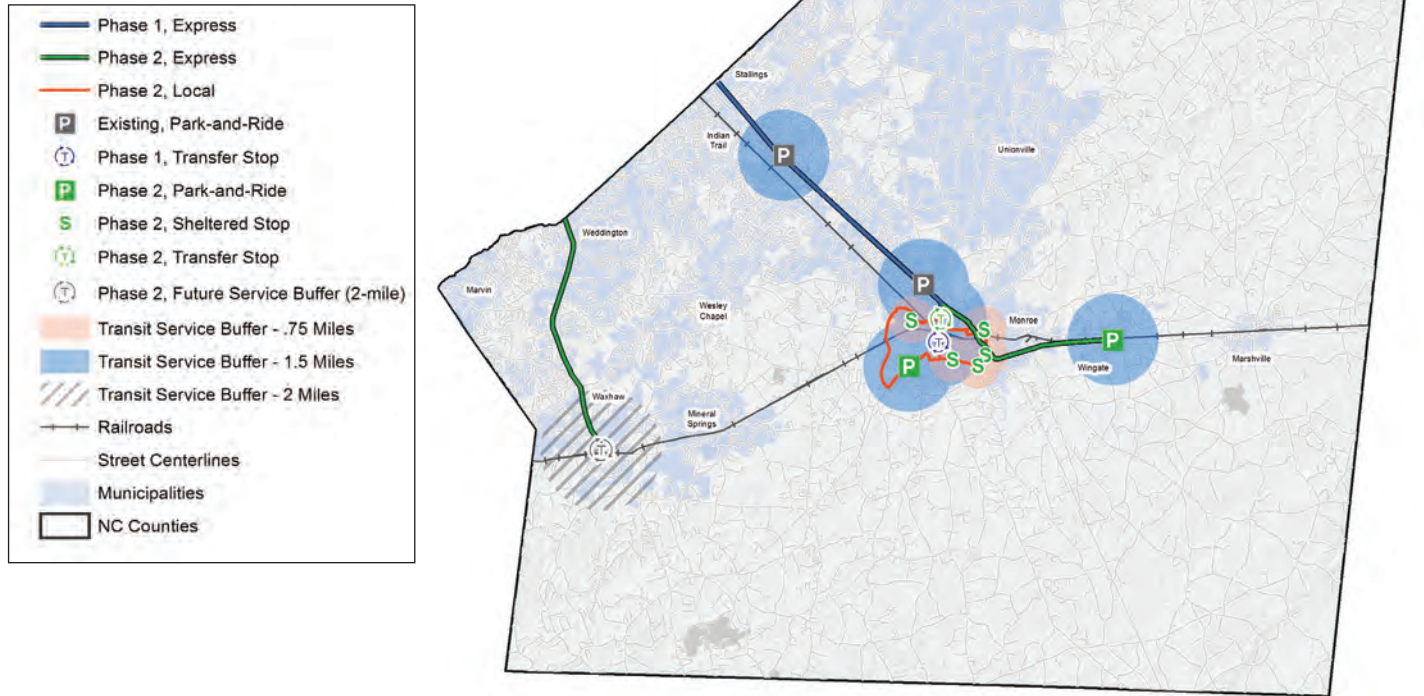 Phase 1, Express
Phase 2, Express
Phase 2, Local
P Existing, Park-and-Ride
T Phase 1, Transfer Stop
P Phase 2, Park-and-Ride
S Phase 2, Sheltered Stop
T Phase 2, Transfer Stop
T Phase 2, Future Service Buffer (2-mile)
Transit Service Buffer - .75 Miles
Transit Service Buffer - 1.5 Miles
Transit Service Buffer - 2 Miles
Railroads
Street Centerlines
Municipalities
NC Counties
Stallings
Indian
Trail
P
Unionville
Weddington
Marvin
Wesley
Chapel
P
S
T
S
Monroe
T
S
S
S
P
P
Wingate
Marshville
Waxhaw
Mineral
Springs
T